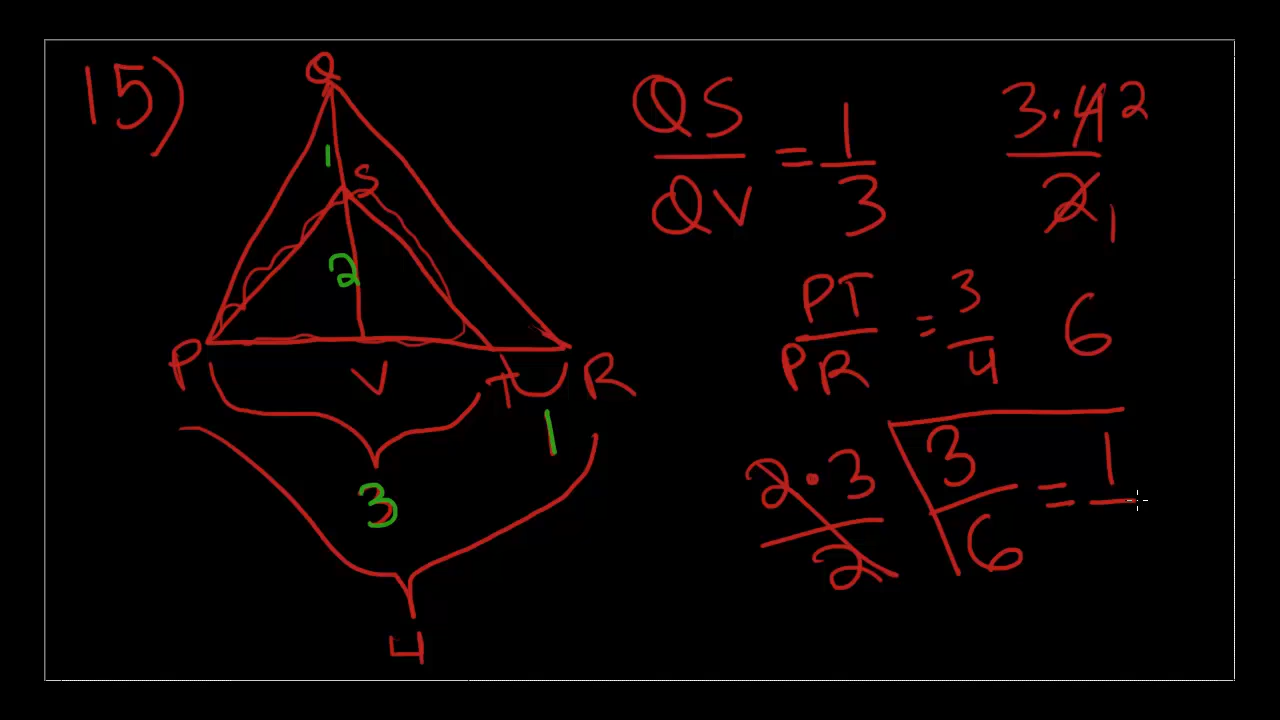 15)
Q
1
S
2
P
V
T
R
1
3
4
QS/QV = 1/3
3·4 2
2 1
PT/PR = 3/4
6
2·3
2
3/6 = 1